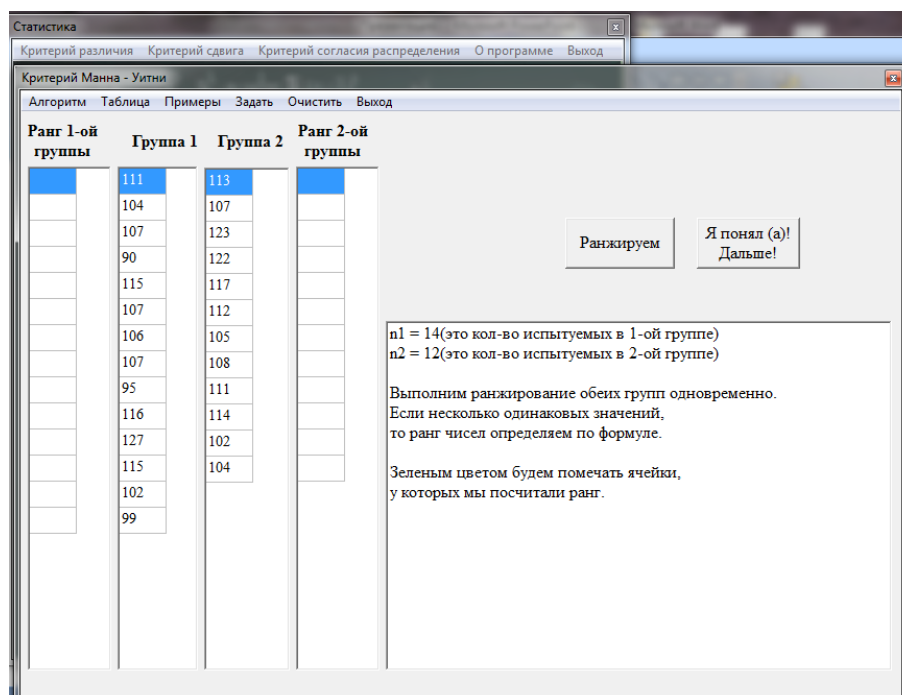 Статистика
Критерий различия Критерий сдвига Критерий согласия распределения О программе Выход
Критерий Манна - Уитни
Алгоритм Таблица Примеры Задать Очистить Выход
Ранг 1-ой группы
Группа 1
Группа 2
Ранг 2-ой группы
111 113
104 107
107 123
90 122
115 117
107 112
106 105
107 108
95 111
116 114
127 102
115 104
102
99
Ранжируем
Я понял (а)!
Дальше!
n1 = 14(это кол-во испытуемых в 1-ой группе)
n2 = 12(это кол-во испытуемых в 2-ой группе)
Выполним ранжирование обеих групп одновременно.
Если несколько одинаковых значений,
то ранг чисел определяем по формуле.
Зеленым цветом будем помечать ячейки,
у которых мы посчитали ранг.